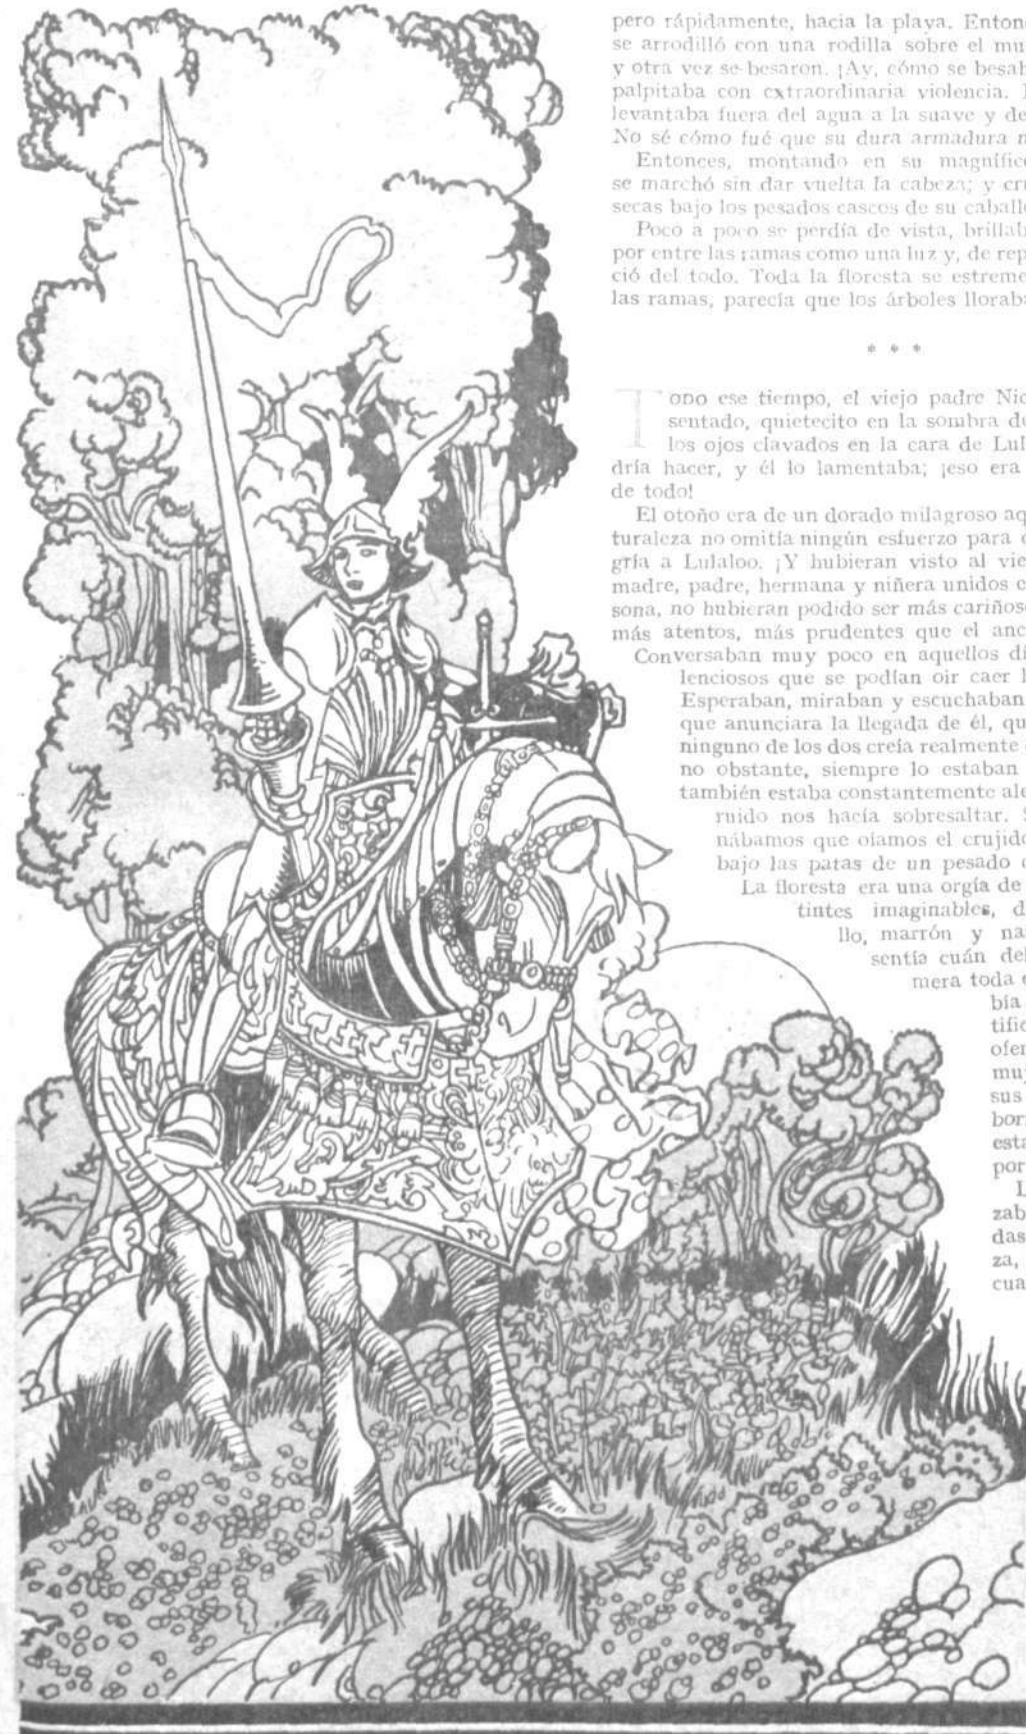 pero rápidamente, hacia la playa. Enton
se arrodilló con una rodilla sobre el mu
y otra vez se besaron. ¡Ay, cómo se besab
palpitaba con extraordinaria violencia.
levantaba fuera del agua a la suave y de
No sé cómo fué que su dura armadura n
Entonces, montando en su magnífic
se marchó sin dar vuelta la cabeza; y cr
secas bajo los pesados cascos de su caball
Poco a poco se perdía de vista, brillab
por entre las ramas como una luz y, de rep
ció del todo. Toda la floresta se estreme
las ramas, parecía que los árboles lloraba
* * *
TODO ese tiempo, el viejo padre Nic
sentado, quietecito en la sombra d
los ojos clavados en la cara de Lul
dría hacer, y él lo lamentaba; ¡eso era
de todo!
El otoño era de un dorado milagroso aq
turaleza no omitía ningún esfuerzo para
gría a Lulaloo. ¡Y hubieran visto al vie
madre, padre, hermana y niñera unidos
sona, no hubieran podido ser más cariños
más atentos, más prudentes que el anc
Conversaban muy poco en aquellos dí
lenciosos que se podían oir caer
Esperaban, miraban y escuchaban
que anunciara la llegada de él, qu
ninguno de los dos creía realmente
no obstante, siempre lo estaban
también estaba constantemente ale
ruido nos hacía sobresaltar.
nábamos que oíamos el crujido
bajo las patas de un pesado
La floresta era una orgía de
tintes imaginables, d
llo, marrón y na
sentía cuán de
mera toda
bía
tific
ofer
mu
sus
bor
esta
por
L
zab
das
za,
cua